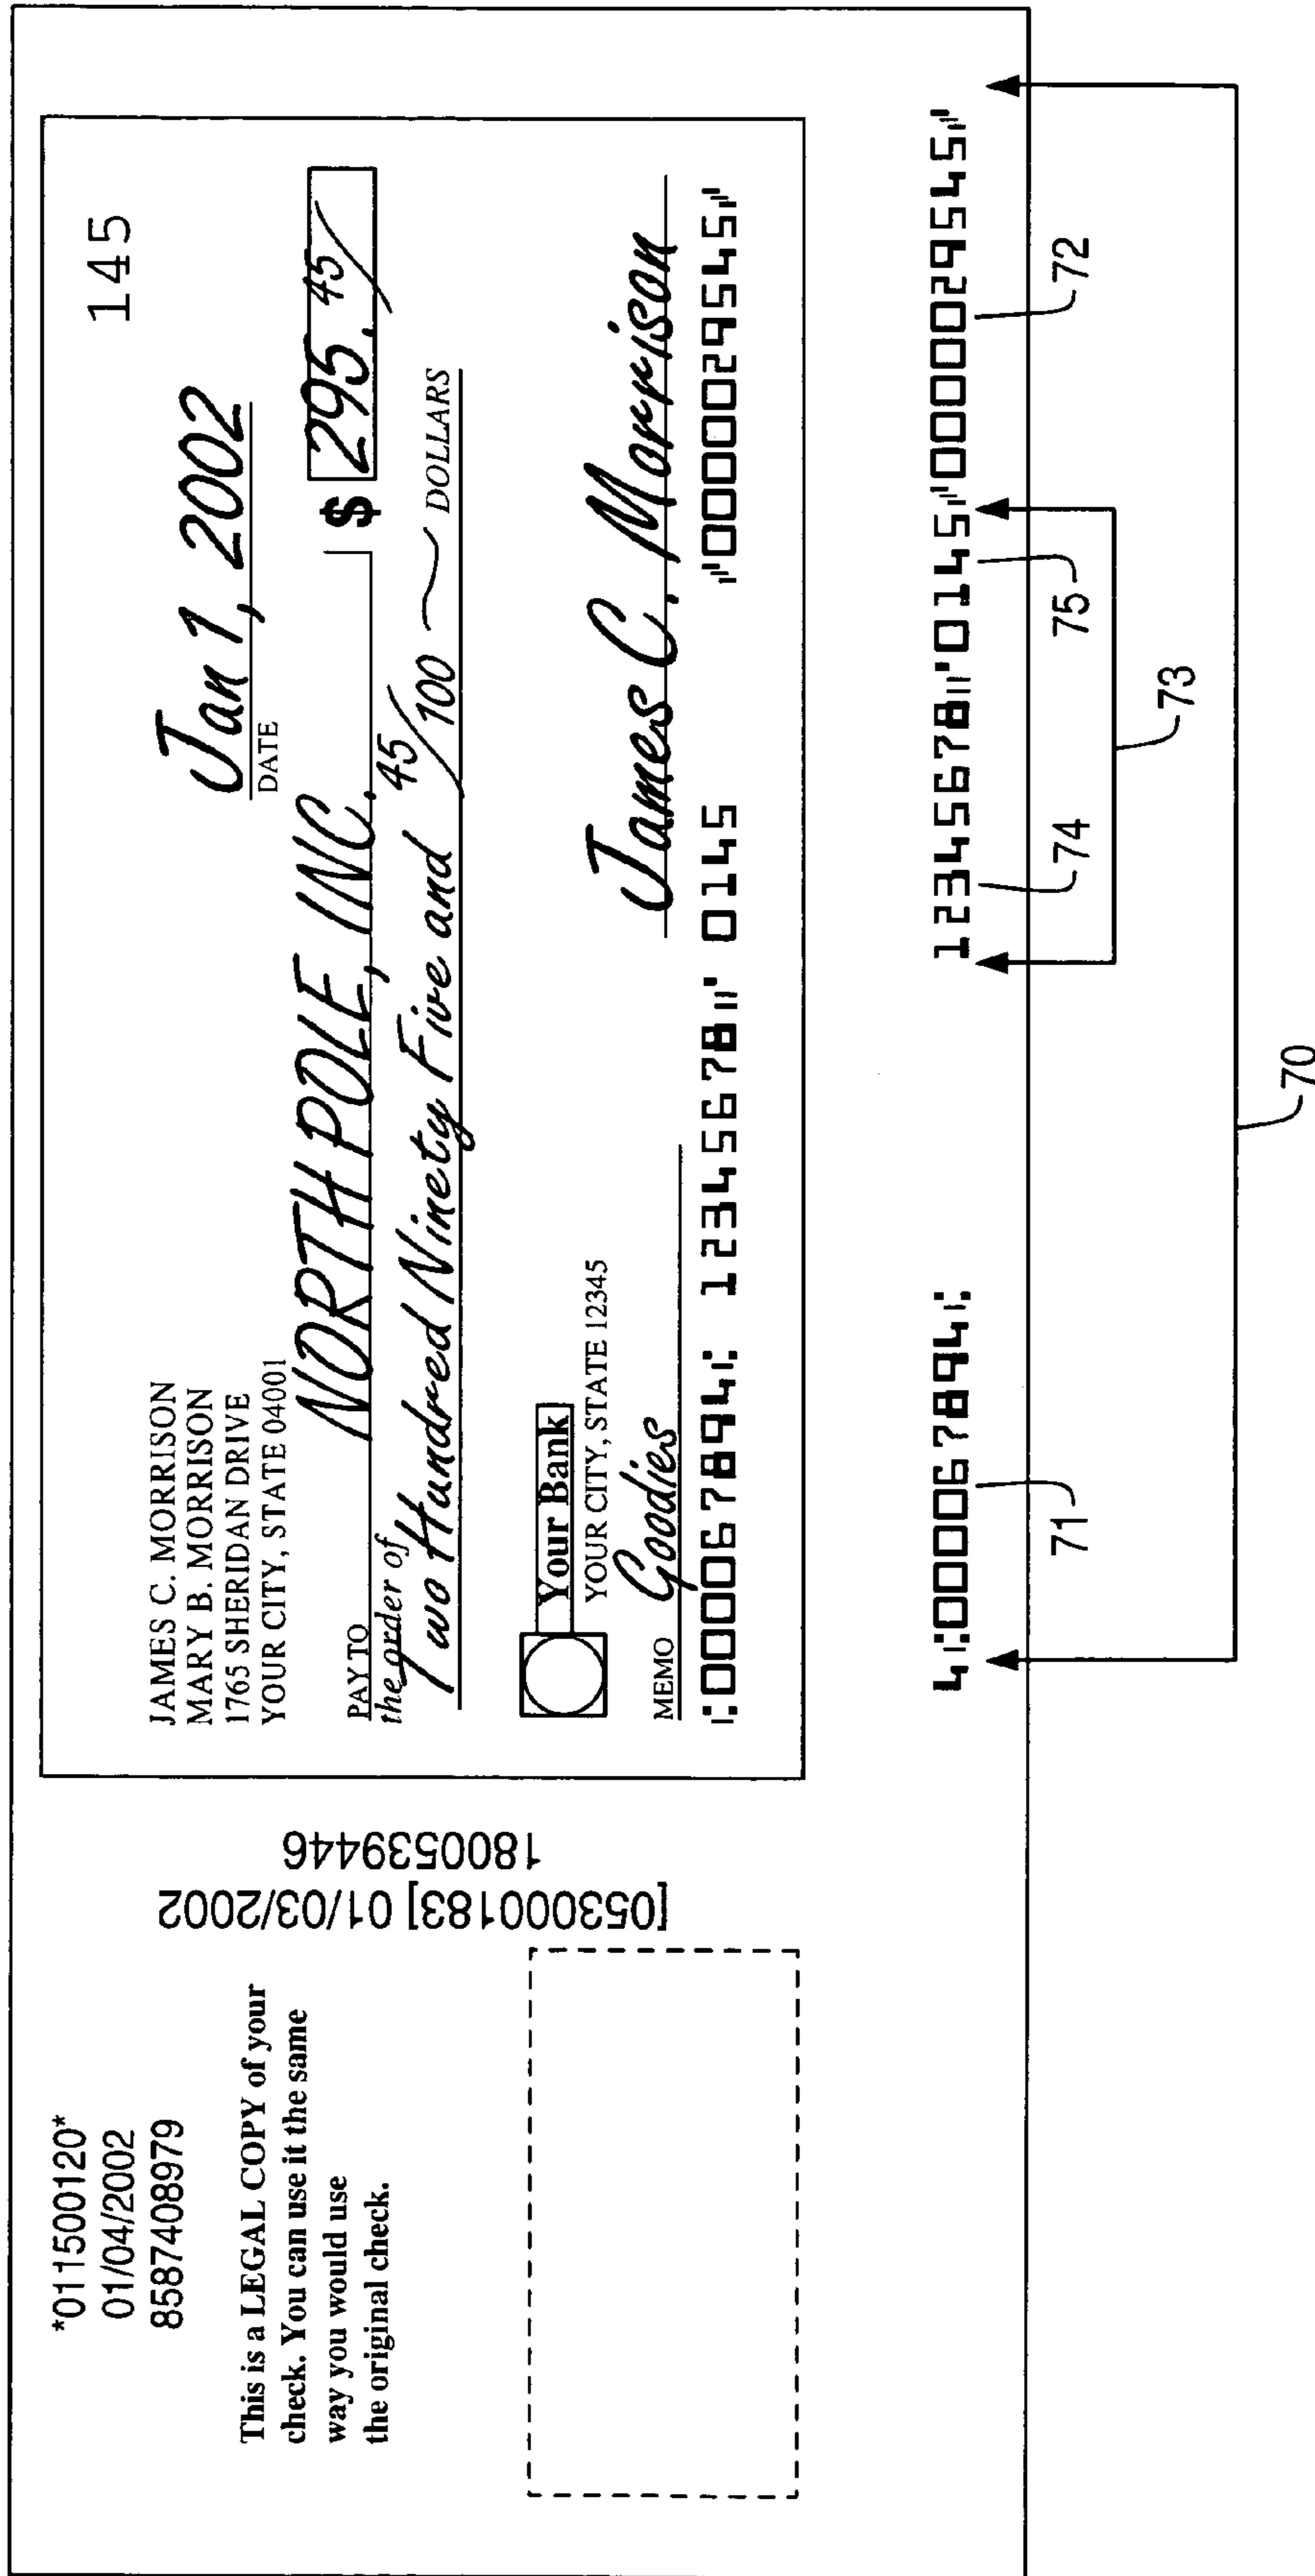 *011500120*
01/04/2002
8587408979
This is a LEGAL COPY of your
check. You can use it the same
way you would use
the original check.
[053000183] 01/03/2002
1800539446
JAMES C. MORRISON
MARY B. MORRISON
1765 SHERIDAN DRIVE
YOUR CITY, STATE 04001
145
Jan 1, 2002
DATE
PAY TO
the order of
NORTH POLE, INC.
$ 295. 45/
Two Hundred Ninety Five and 45/100 DOLLARS
Your Bank
YOUR CITY, STATE 12345
MEMO Goodies
James C. Morrison
⑆00067894⑆ 12345678⑈ 0145 ⑇0000029545⑇
4⑆00067894⑆ 12345678⑈0145⑇0000029545⑇
71
74
75
72
73
70